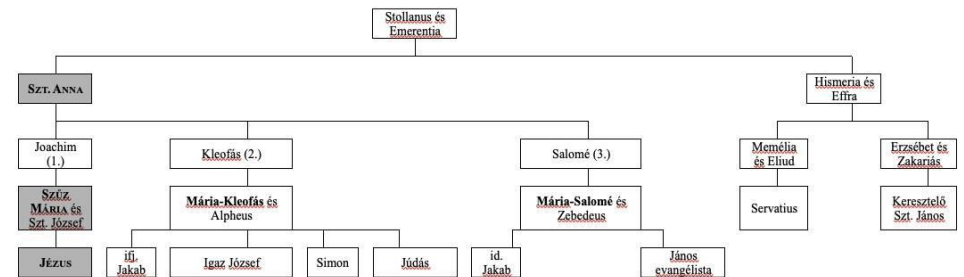 Stollanus és
Emerentia
SZT. ANNA
Hismeria és
Effra
Joachim
(1.)
Kleofás (2.)
Salomé (3.)
Memélia
és Eliud
Erzsébet és
Zakariás
SZŰZ
MÁRIA és
Szt. József
Mária-Kleofás és
Alpheus
Mária-Salomé és
Zebedeus
Servatius
Keresztelő
Szt. János
JÉZUS
ifj.
Jakab
Igaz József
Simon
Júdás
id.
Jakab
János
evangélista